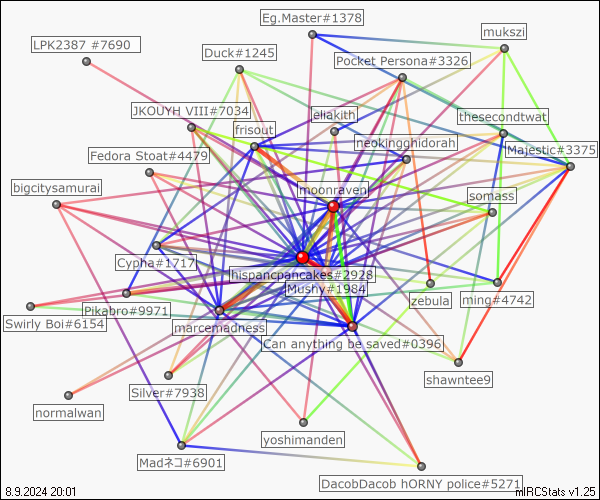 Eg.Master#1378
mukszi
LPK2387 #7690
Duck#1245
Pocket Persona#3326
JKOUYH VIII#7034
eliakith
thesecondtwat
frisout
neokingghidorah
Majestic#3375
Fedora Stoat#4479
bigcitysamurai
moonraven
somass
Cypha#1717
hispancpancakes#2928
Mushy#1984
zebula
ming#4742
Pikabro#9971
Swirly Boi#6154
marcemadness
Can anything be saved#0396
shawntee9
Silver#7938
normalwan
yoshimanden
Madネコ#6901
DacobDacob hORNY police#5271
8.9.2024 20:01
mIRCStats v1.25